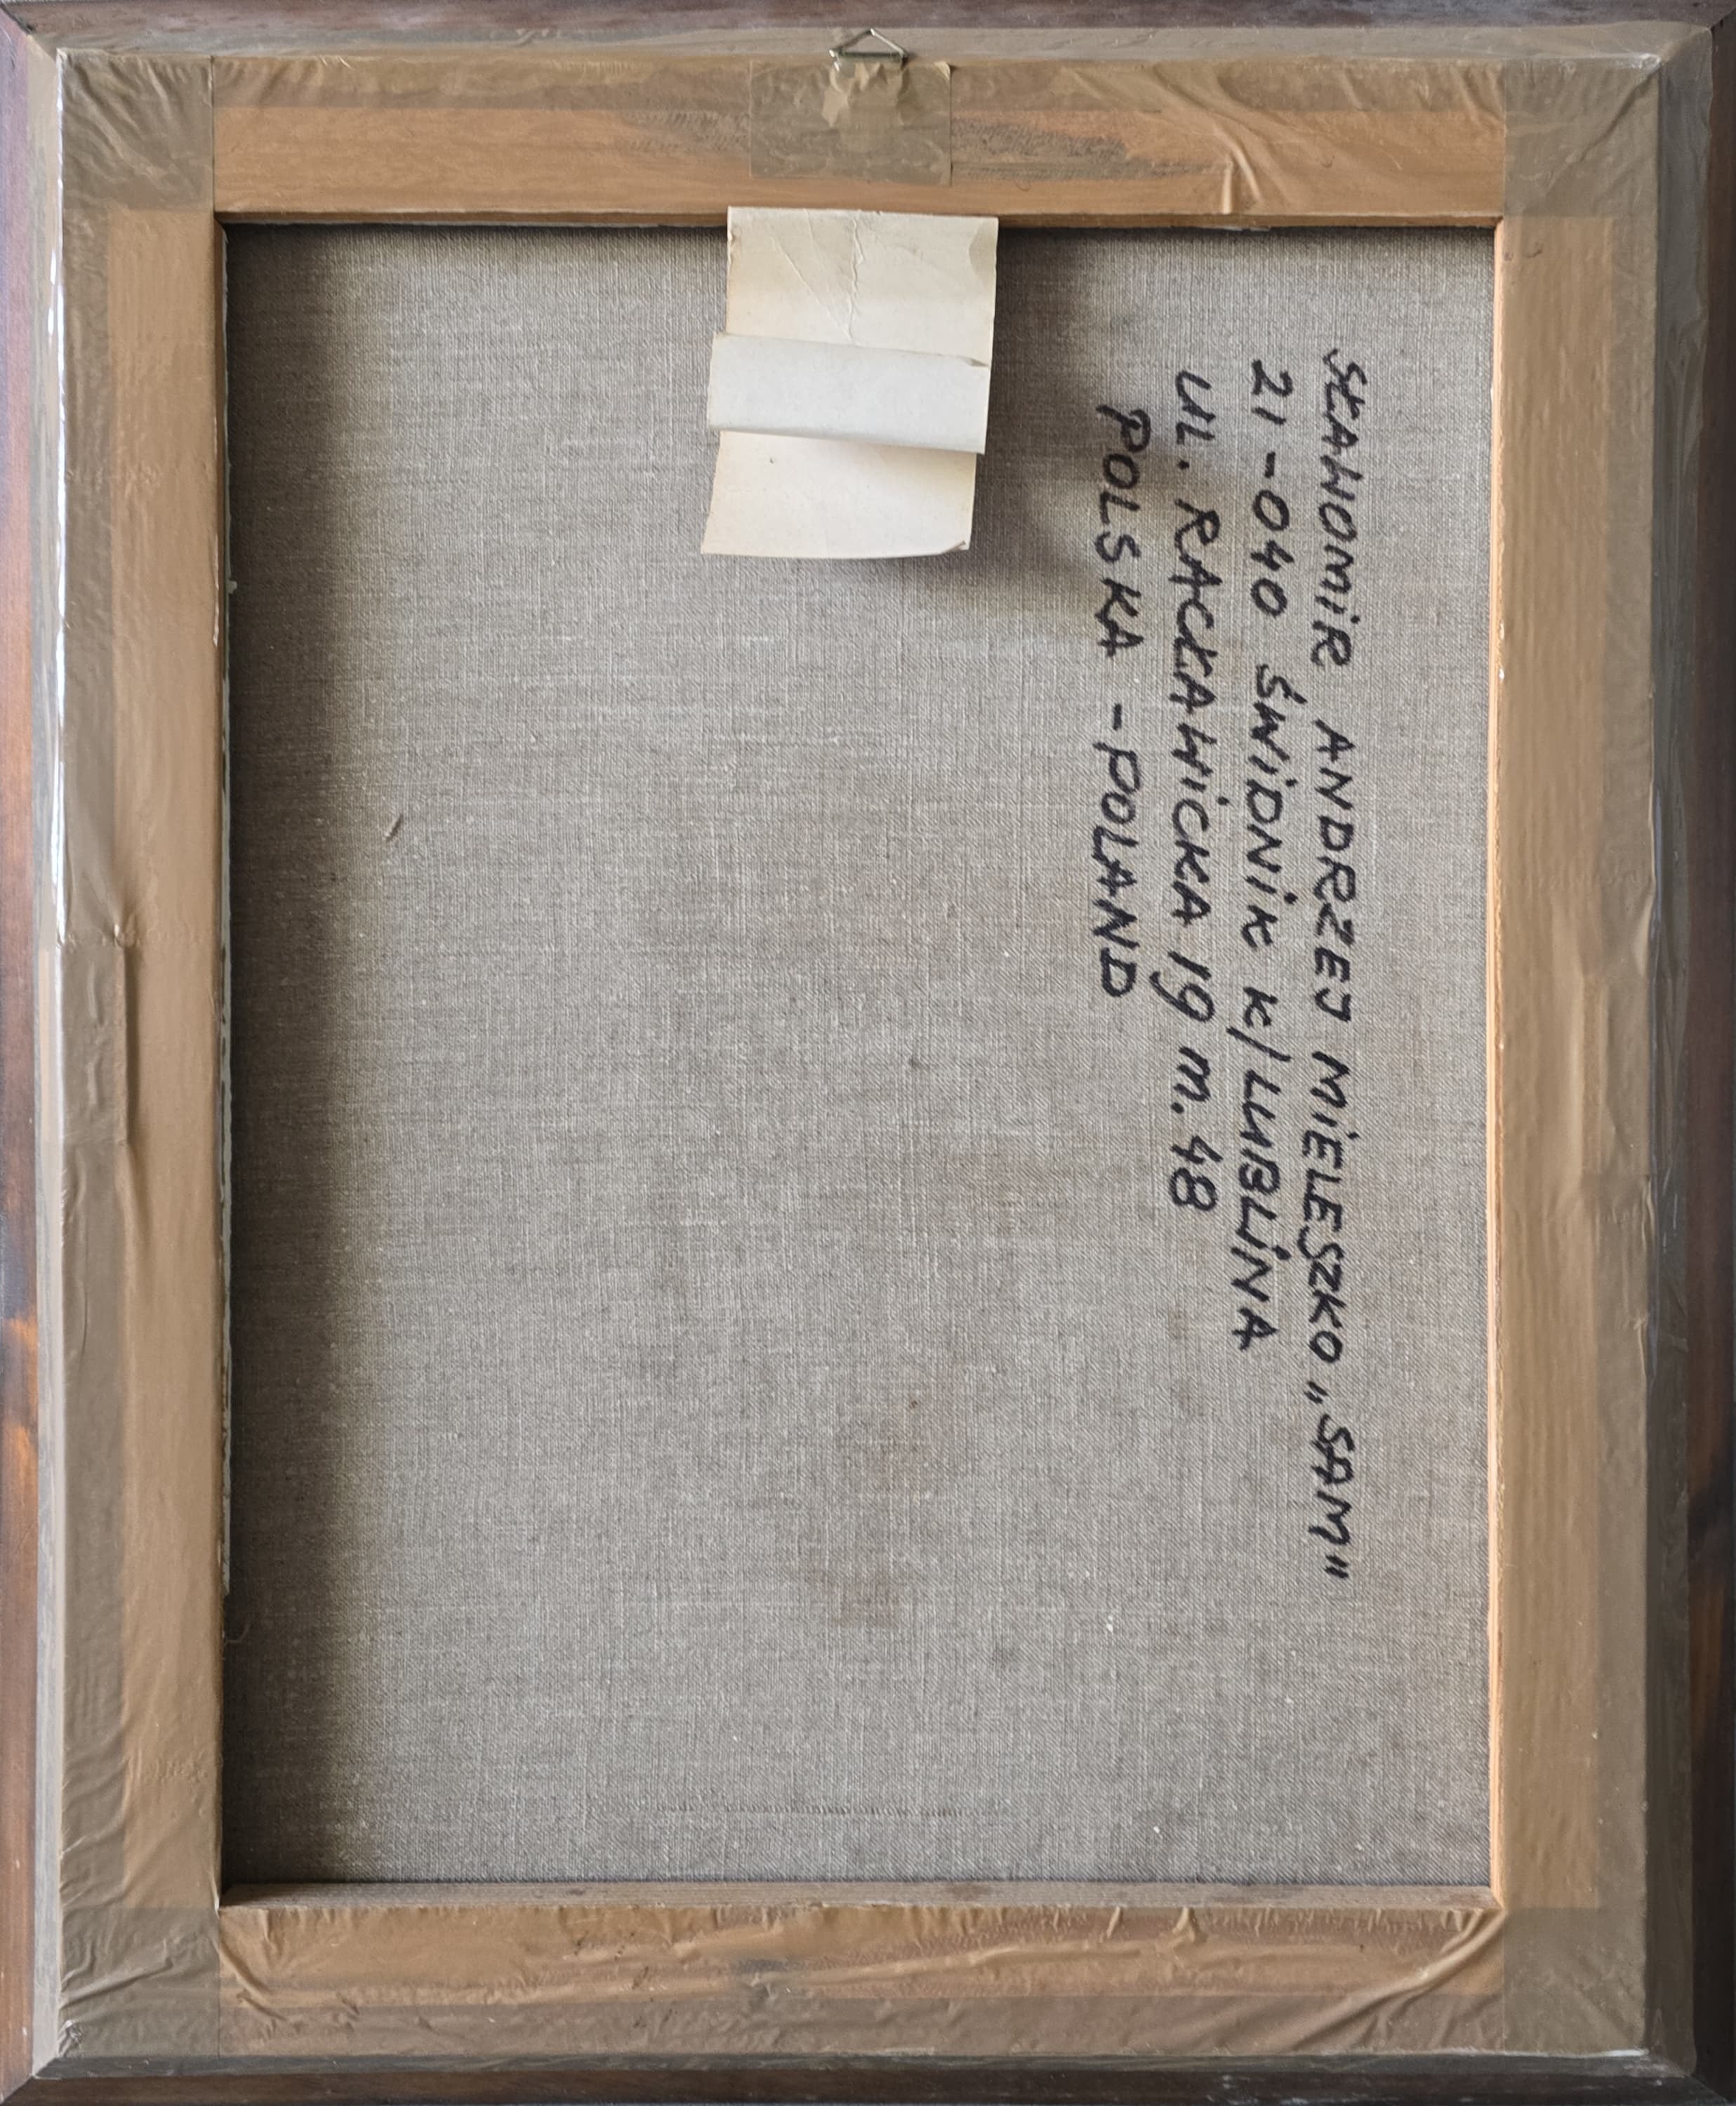 SŁAWOMiR ANDRZEJ MiELESZKO „SAM”
21-040 ŚWiDNiK K/LUBLiNA
UL. RACŁAWiCKA 19 m. 48
POLSKA - POLAND